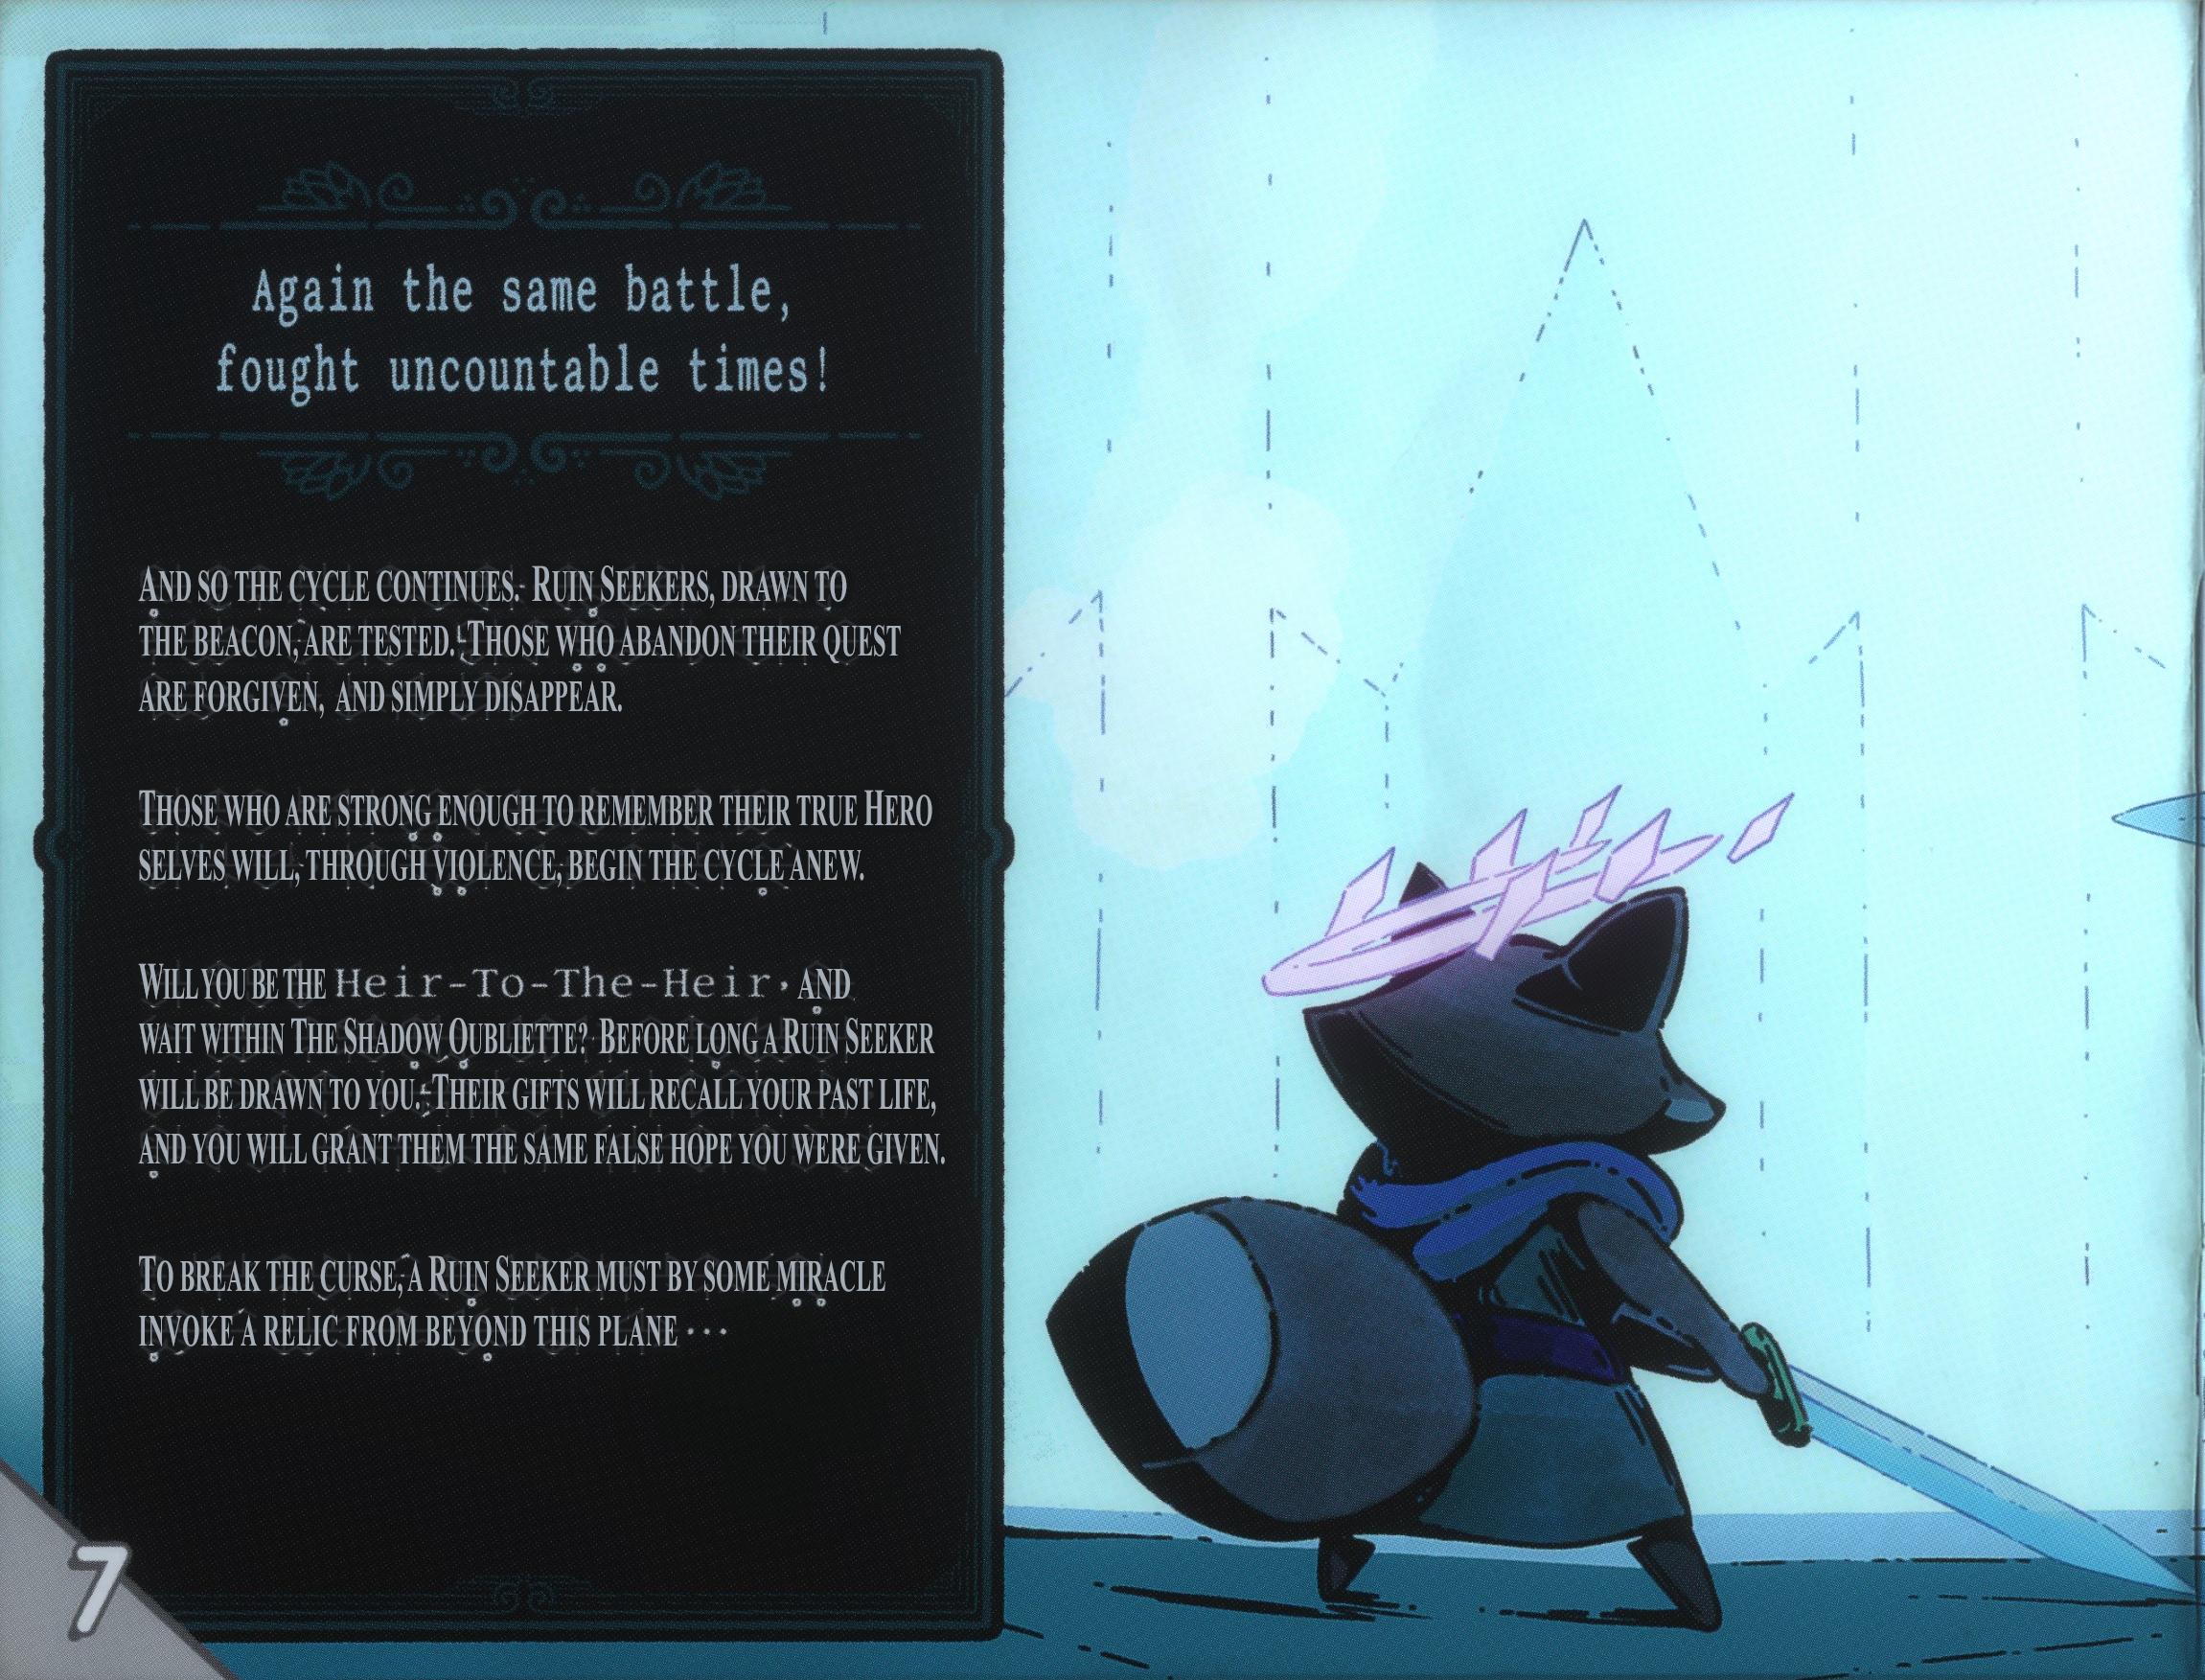 Again the same battle,
fought uncountable times!
And so the cycle continues. Ruin Seekers, drawn to
the beacon, are tested. Those who abandon their quest
are forgiven, and simply disappear.
Those who are strong enough to remember their true Hero
selves will, through violence, begin the cycle anew.
Will you be the Heir-To-The-Heir, and
wait within The Shadow Oubliette? Before long a Ruin Seeker
will be drawn to you. Their gifts will recall your past life,
and you will grant them the same false hope you were given.
To break the curse, a Ruin Seeker must by some miracle
invoke a relic from beyond this plane ...
7